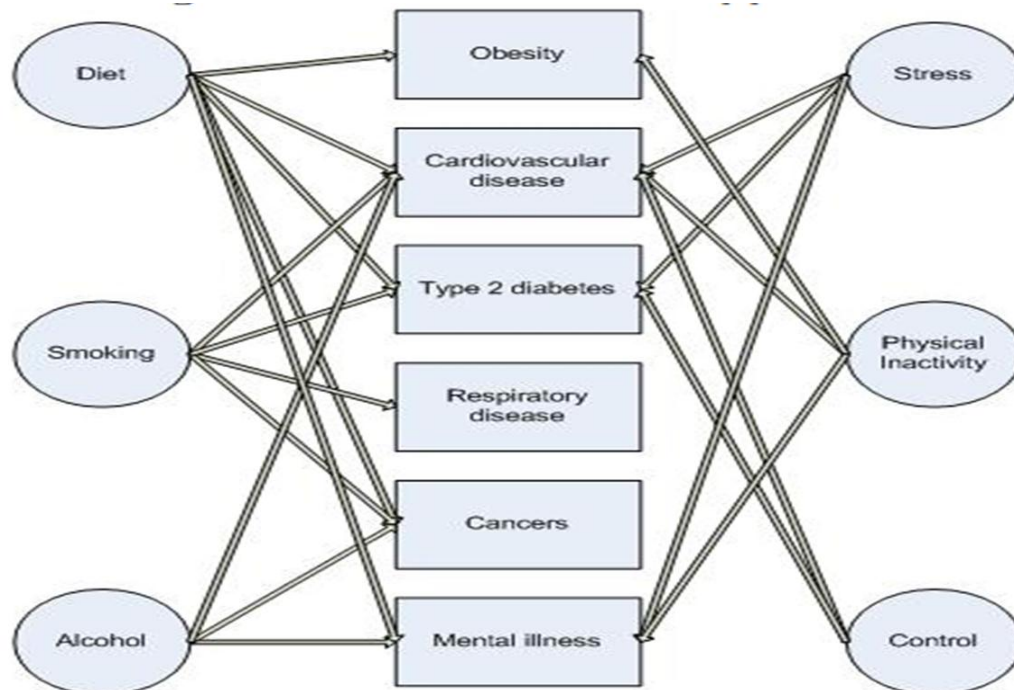 Diet
Obesity
Stress
Cardiovascular
disease
Type 2 diabetes
Smoking
Physical
Inactivity
Respiratory
disease
Cancers
Alcohol
Mental illness
Control